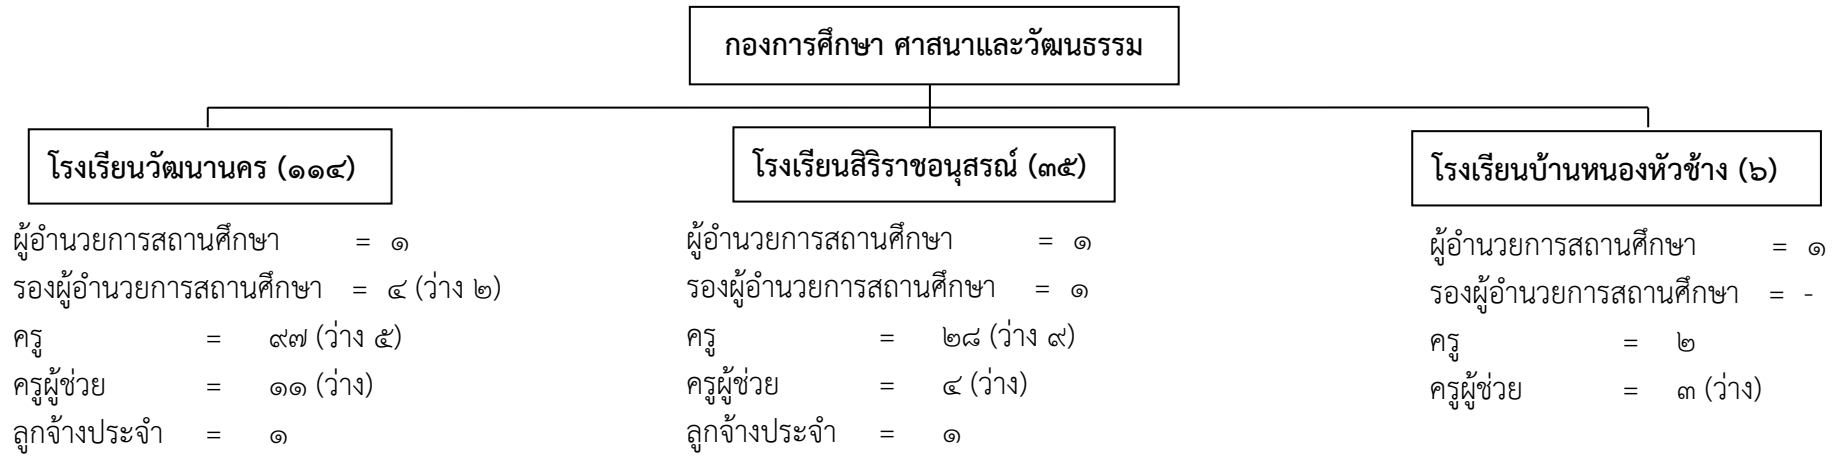 กองการศึกษา ศาสนาและวัฒนธรรม
โรงเรียนวัฒนานคร (๑๑๔)
ผู้อำนวยการสถานศึกษา = ๑
รองผู้อำนวยการสถานศึกษา = ๔ (ว่าง ๒)
ครู = ๙๗ (ว่าง ๕)
ครูผู้ช่วย = ๑๑ (ว่าง)
ลูกจ้างประจำ = ๑
โรงเรียนสิริราชอนุสรณ์ (๓๕)
ผู้อำนวยการสถานศึกษา = ๑
รองผู้อำนวยการสถานศึกษา = ๑
ครู = ๒๘ (ว่าง ๙)
ครูผู้ช่วย = ๔ (ว่าง)
ลูกจ้างประจำ = ๑
โรงเรียนบ้านหนองหัวช้าง (๖)
ผู้อำนวยการสถานศึกษา = ๑
รองผู้อำนวยการสถานศึกษา = -
ครู = ๒
ครูผู้ช่วย = ๓ (ว่าง)